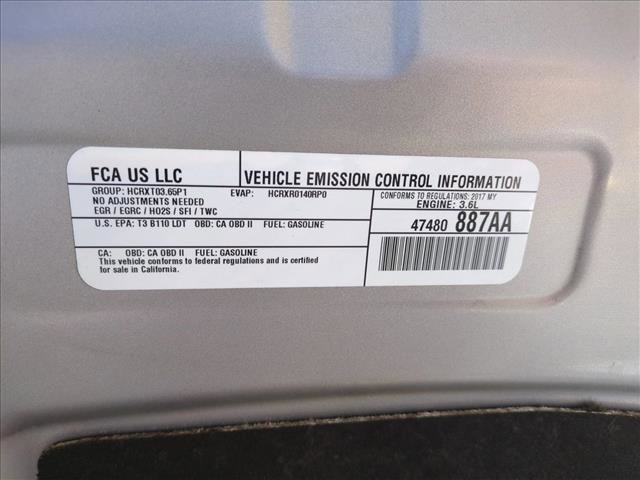 FCA US LLC
VEHICLE EMISSION CONTROL INFORMATION
GROUP: HCRXT03.65P1 EVAP: HCRXR0140RP0
NO ADJUSTMENTS NEEDED
EGR / EGRC / HO2S / SFI / TWC
CONFORMS TO REGULATIONS: 2017 MY
ENGINE: 3.6L
U.S. EPA: T3 B110 LDT OBD: CA OBD II FUEL: GASOLINE
47480 887AA
CA: OBD: CA OBD II FUEL: GASOLINE
This vehicle conforms to federal regulations and is certified
for sale in California.